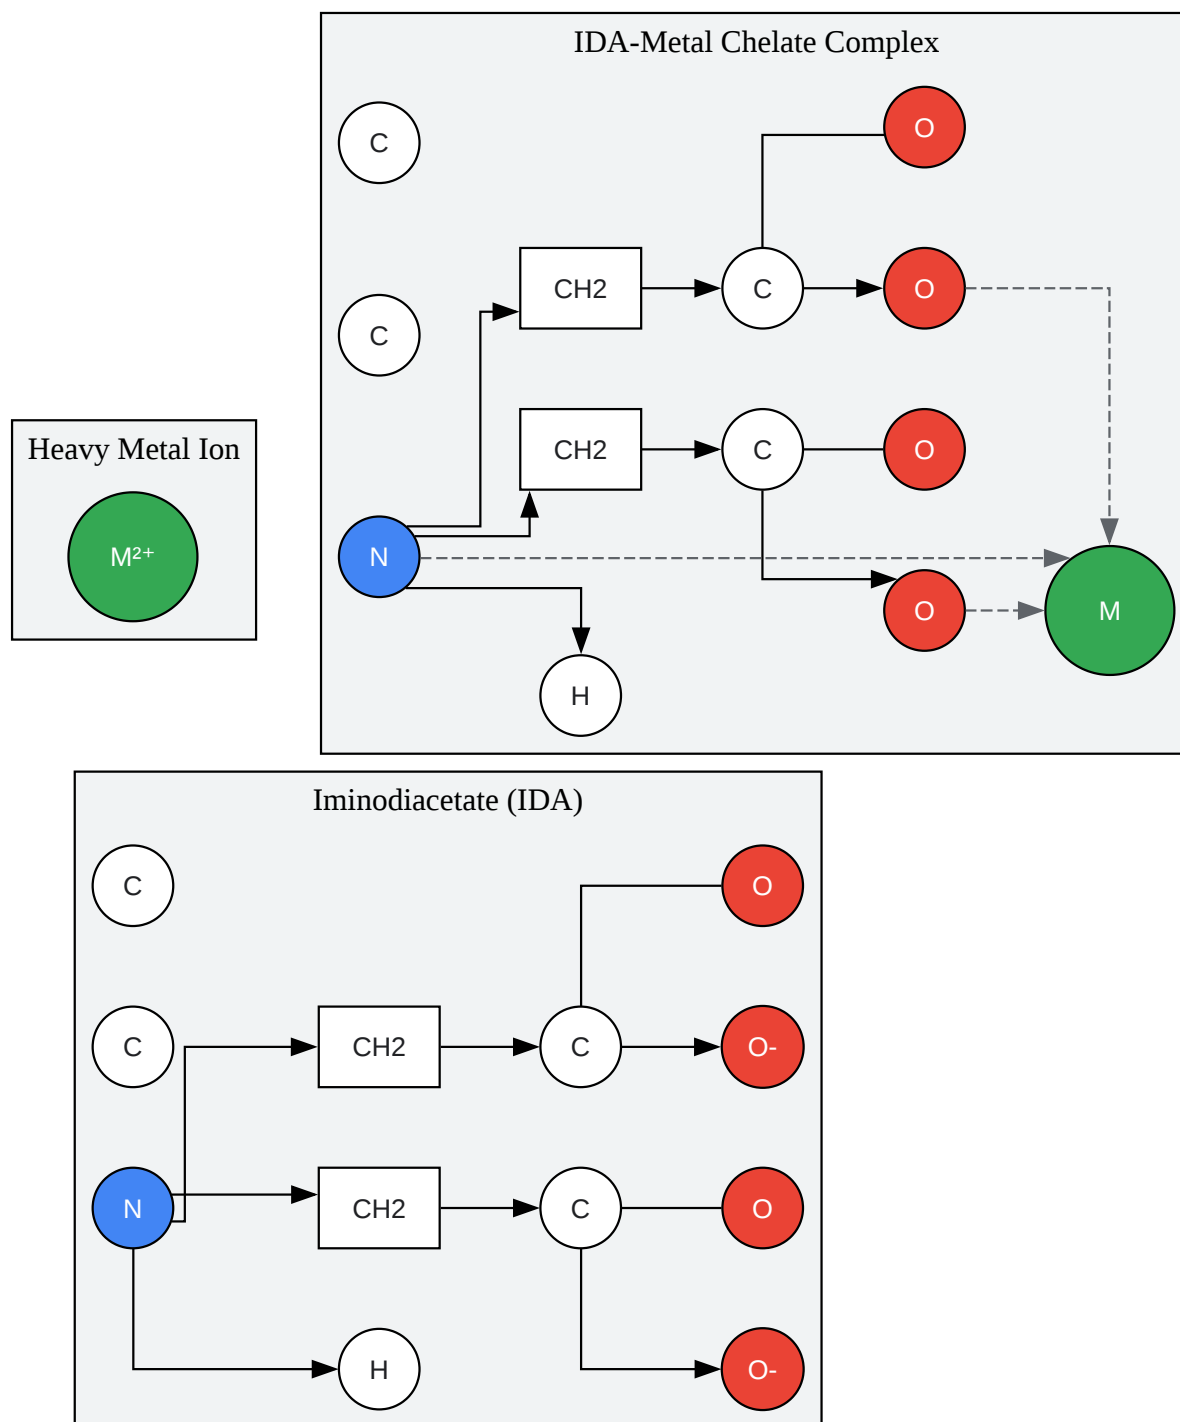 IDA-Metal Chelate Complex
C
O
CH2
C
O
C
CH2
C
O
N
O
M
H
Heavy Metal Ion
M²⁺
Iminodiacetate (IDA)
C
O
C
CH2
C
O-
N
CH2
C
O
H
O-